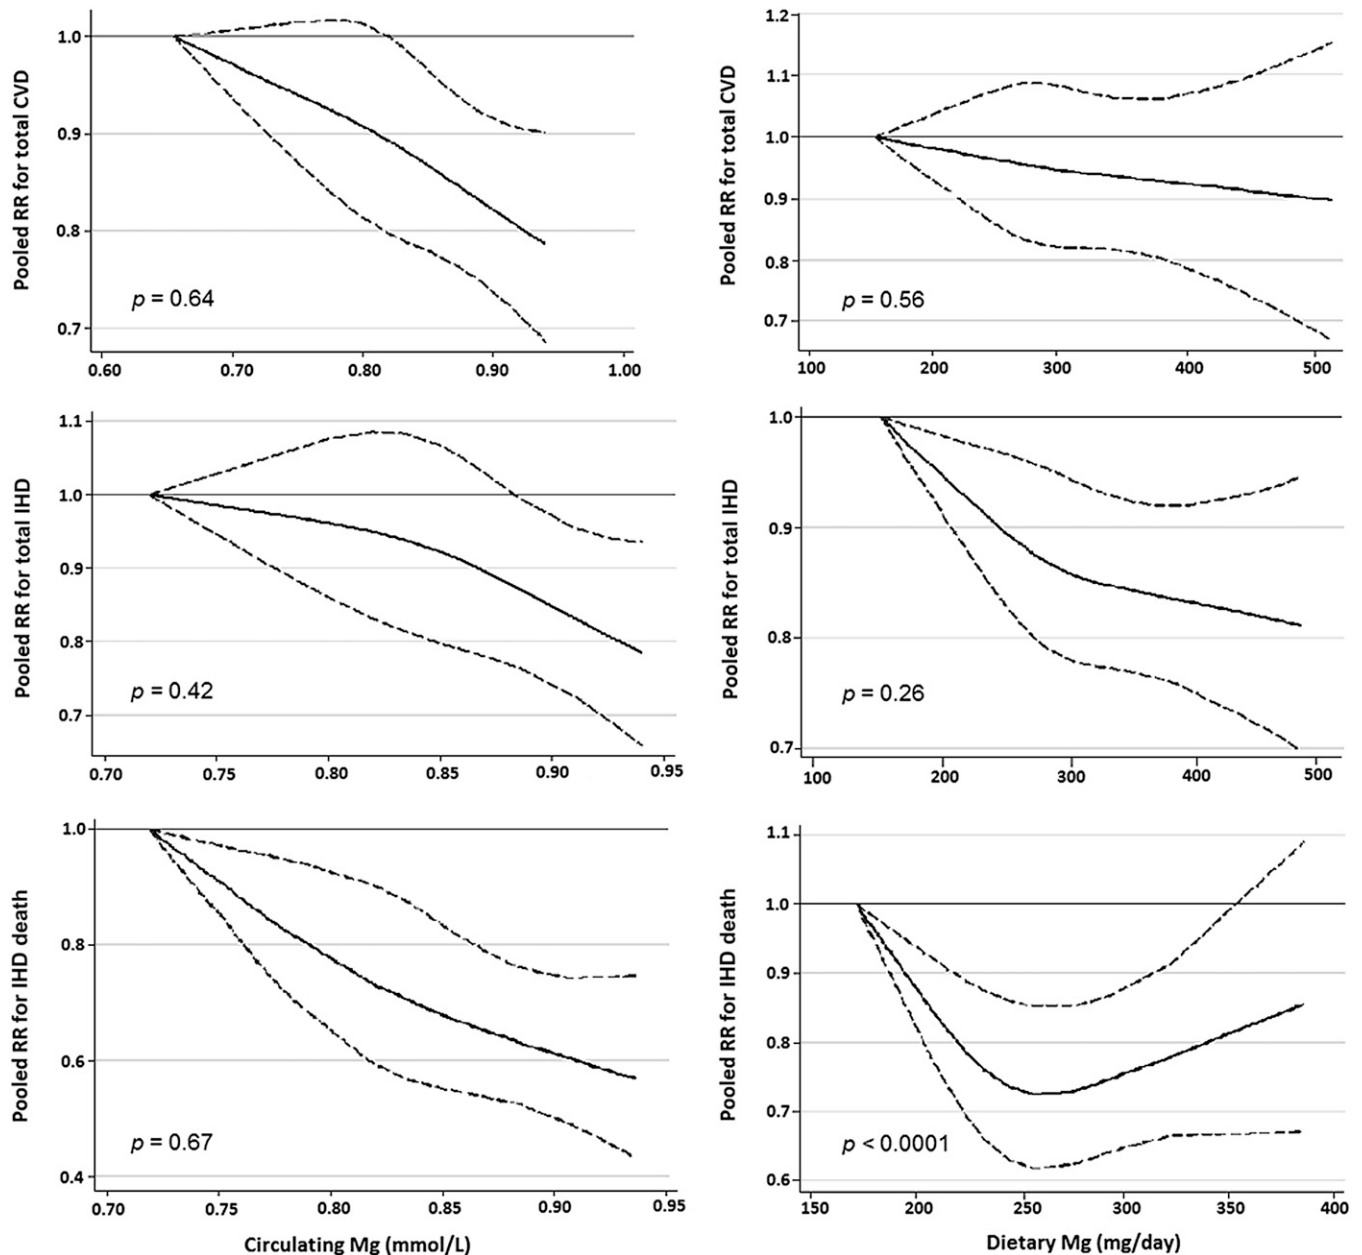 Pooled RR for total CVD
1.0
0.9
0.8
0.7
p = 0.64
0.60 0.70 0.80 0.90 1.00
Pooled RR for total CVD
1.2
1.1
1.0
0.9
0.8
0.7
p = 0.56
100 200 300 400 500
Pooled RR for total IHD
1.1
1.0
0.9
0.8
0.7
p = 0.42
0.70 0.75 0.80 0.85 0.90 0.95
Pooled RR for total IHD
1.0
0.9
0.8
0.7
p = 0.26
100 200 300 400 500
Pooled RR for IHD death
1.0
0.8
0.6
0.4
p = 0.67
0.70 0.75 0.80 0.85 0.90 0.95
Circulating Mg (mmol/L)
Pooled RR for IHD death
1.1
1.0
0.9
0.8
0.7
0.6
p < 0.0001
150 200 250 300 350 400
Dietary Mg (mg/day)